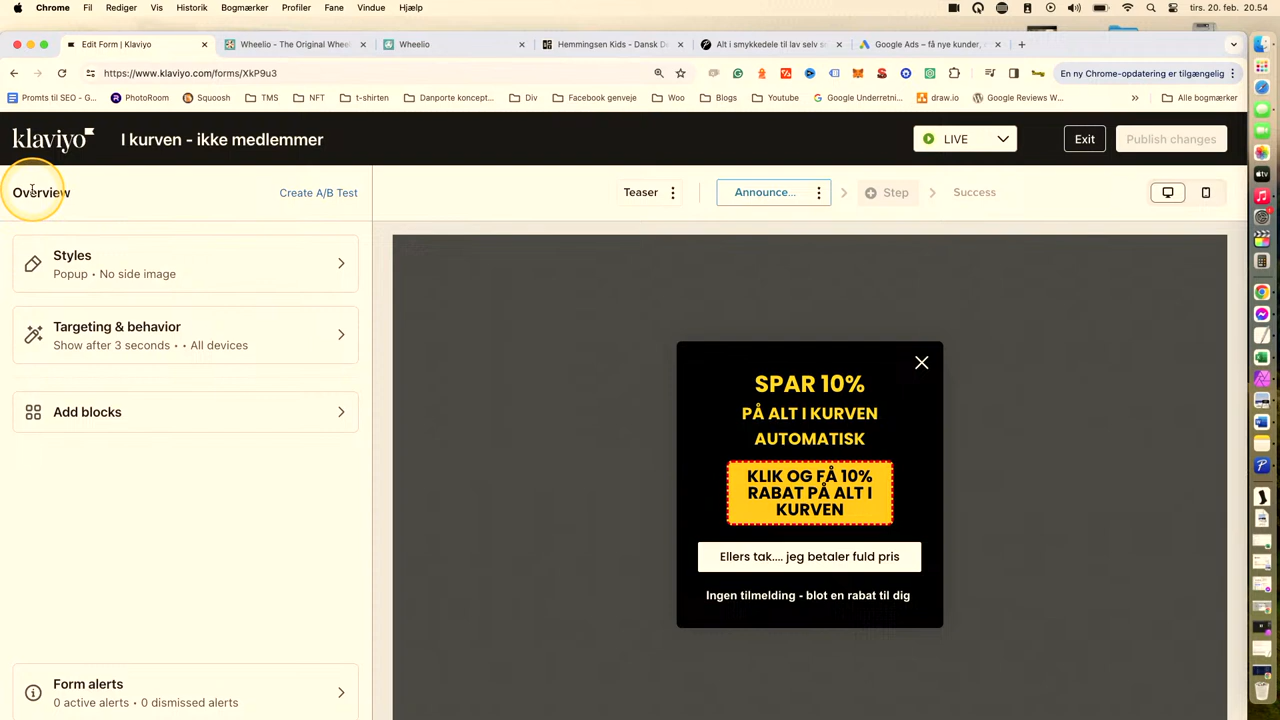 Chrome Fil Rediger Vis Historik Bogmærker Profiler Fane Vindue Hjælp tirs. 20. feb. 20.54
Edit Form | Klaviyo Wheelio - The Original Whee Wheelio Hemmingsen Kids - Dansk De Alt i smykkedele til lav selv s Google Ads – få nye kunder,
https://www.klaviyo.com/forms/XkP9u3 En ny Chrome-opdatering er tilgængelig
Promts til SEO - G... PhotoRoom Squoosh TMS NFT t-shirten Danporte koncept... Div Facebook genveje Woo Blogs Youtube Google Underretni... draw.io Google Reviews W... Alle bogmærker
klaviyo I kurven - ikke medlemmer LIVE Exit Publish changes
Overview Create A/B Test Teaser Announce... Step Success
Styles
Popup • No side image
Targeting & behavior
Show after 3 seconds • • All devices
Add blocks
Form alerts
0 active alerts • 0 dismissed alerts
SPAR 10%
PÅ ALT I KURVEN
AUTOMATISK
KLIK OG FÅ 10%
RABAT PÅ ALT I
KURVEN
Ellers tak.... jeg betaler fuld pris
Ingen tilmelding - blot en rabat til dig